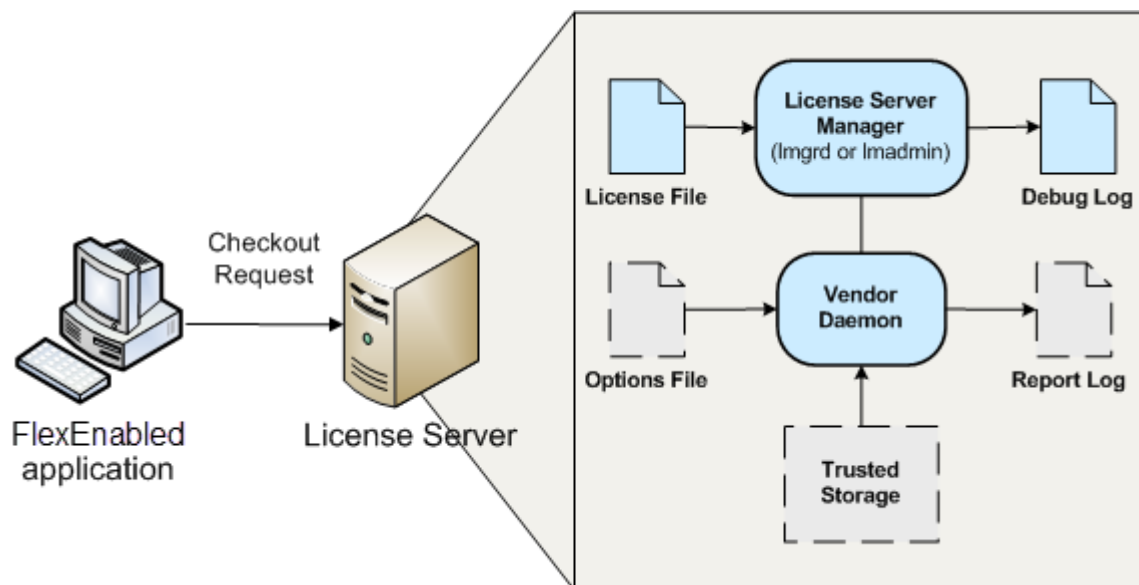 License Server
Manager
(lmgrd or lmadmin)
License File
Debug Log
Checkout
Request
Vendor
Daemon
Options File
Report Log
FlexEnabled
application
License Server
Trusted
Storage